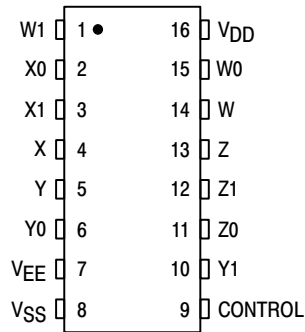 W1 1 16 VDD
X0 2 15 W0
X1 3 14 W
X 4 13 Z
Y 5 12 Z1
Y0 6 11 Z0
VEE 7 10 Y1
VSS 8 9 CONTROL